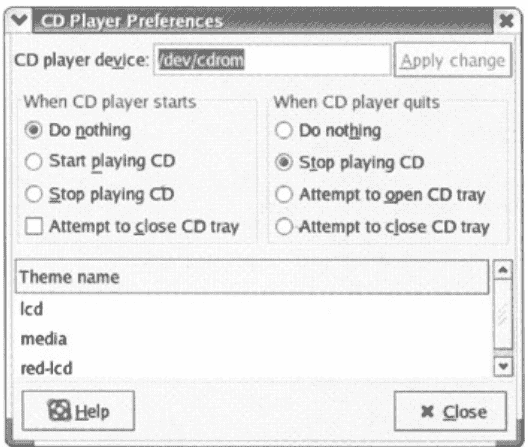 CD Player Preferences
CD player device: /dev/cdrom Apply change
When CD player starts
Do nothing
Start playing CD
Stop playing CD
Attempt to close CD tray
When CD player quits
Do nothing
Stop playing CD
Attempt to open CD tray
Attempt to close CD tray
Theme name
lcd
media
red-lcd
Help Close